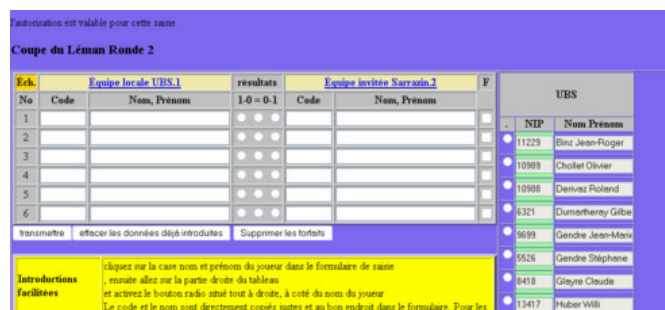 l'autorisation est valable pour cette saisie
Coupe du Léman Ronde 2
Éch. Équipe locale UBS.1 résultats Équipe invitée Sarrazin.2 F
No Code Nom, Prénom 1-0 = 0-1 Code Nom, Prénom
1
2
3
4
5
6
transmettre effacer les données déjà introduites Supprimer les forfaits
Introductions facilitées
cliquez sur la case nom et prénom du joueur dans le formulaire de saisie
, ensuite allez sur la partie droite du tableau
et activez le bouton radio situé tout à droite, à coté du nom du joueur
Le code et le nom sont directement copiés justes et au bon endroit dans le formulaire. Pour les
UBS
. NIP Nom Prénom
11229 Binz Jean-Roger
10989 Chollet Olivier
10988 Derivaz Roland
6321 Dumartheray Gilbe
9699 Gendre Jean-Marie
5526 Gendre Stéphane
8418 Glayre Claude
13417 Huber Willi